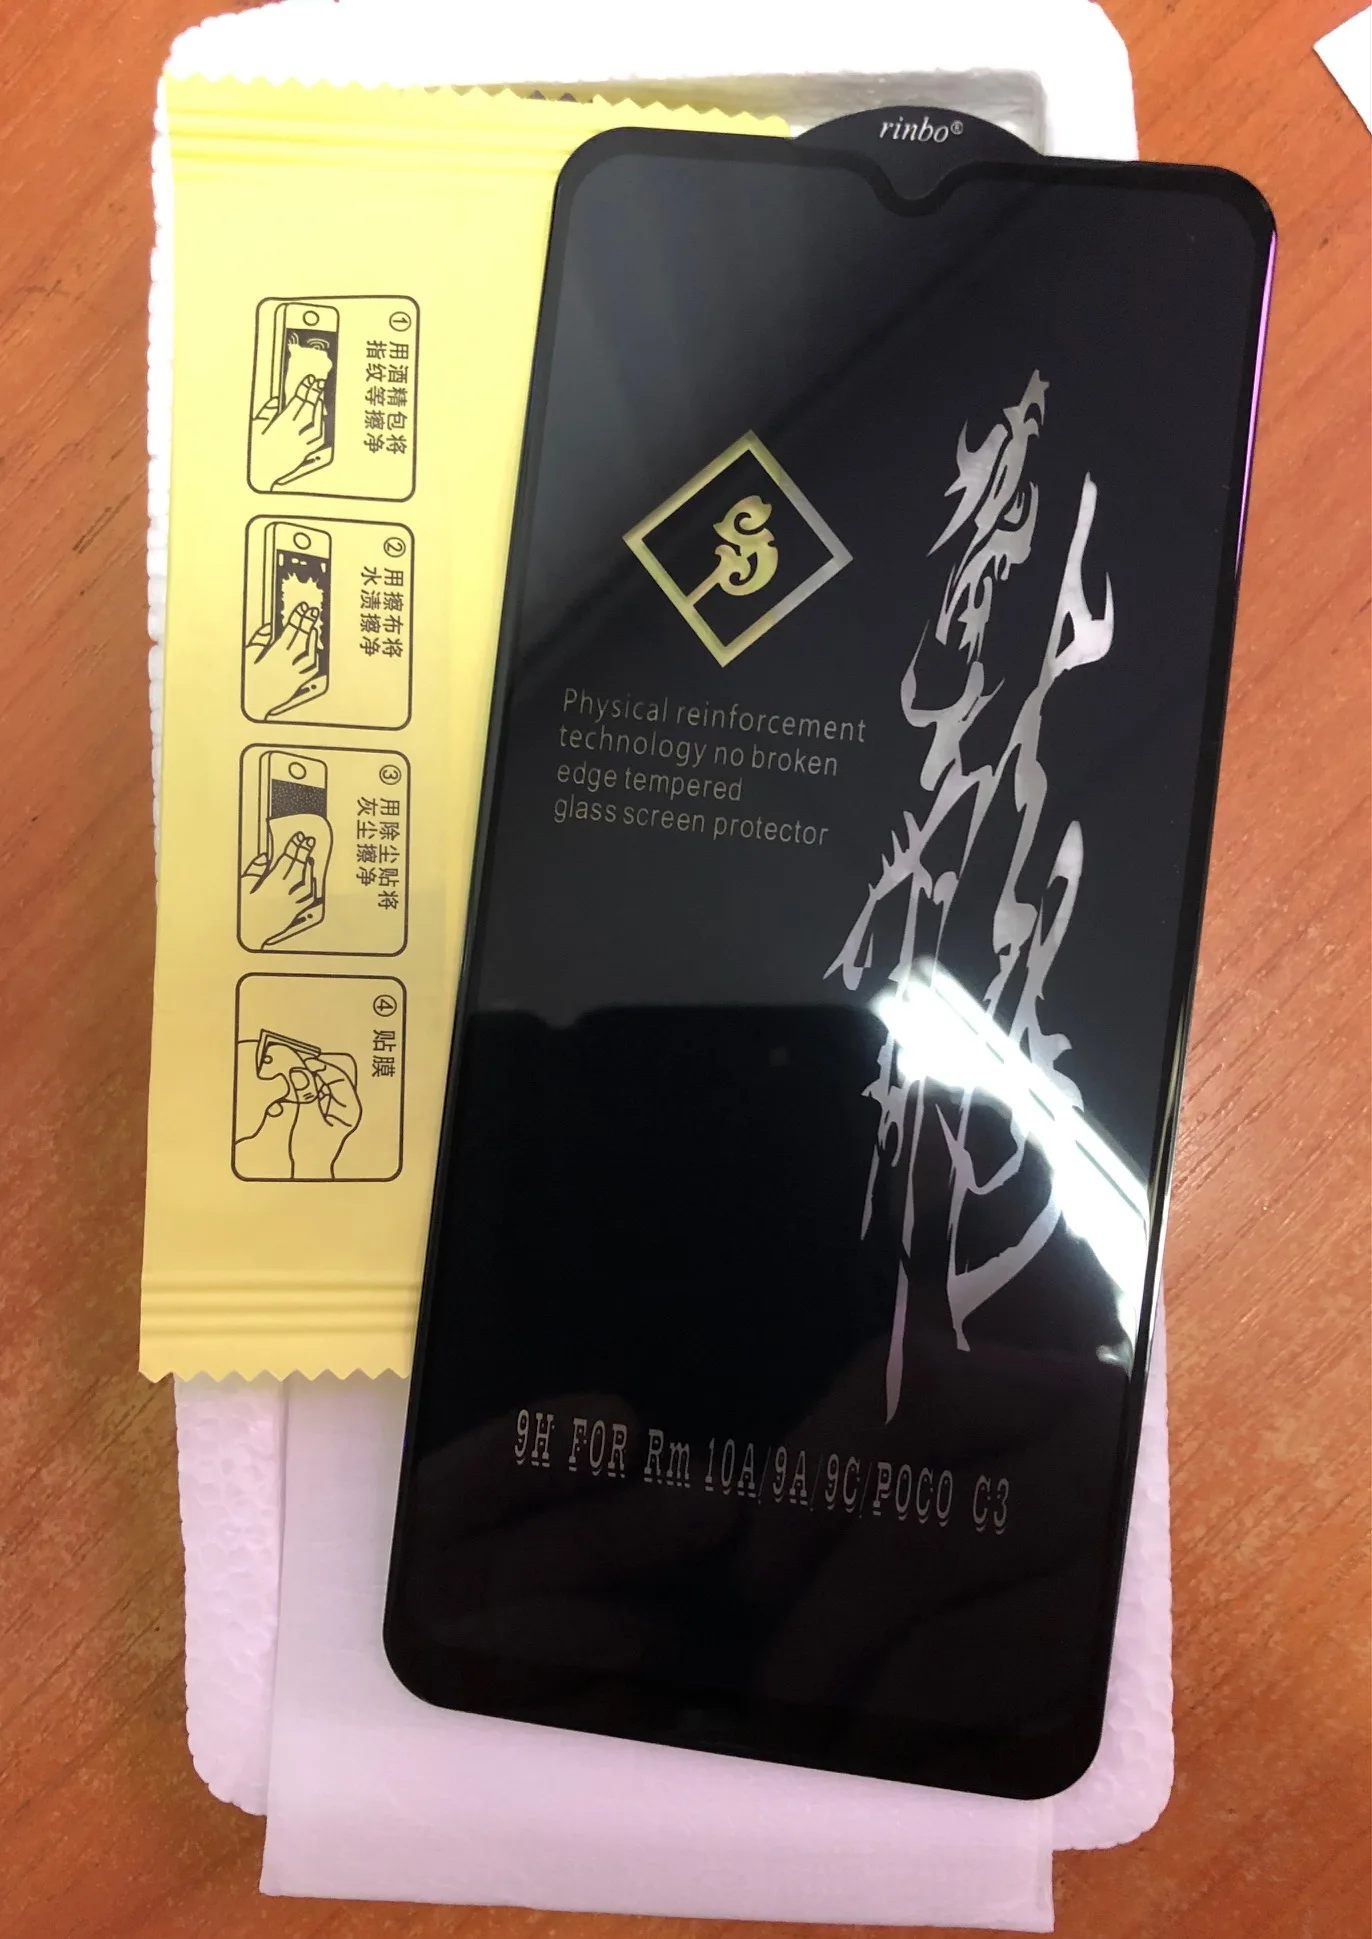 rinbo®
① 用酒精包将
指纹等擦净
② 用擦布将
水渍擦净
③ 用除尘贴将
灰尘擦净
④ 贴膜
Physical reinforcement
technology no broken
edge tempered
glass screen protector
9H FOR Rm 10A/9A/9C/POCO C3